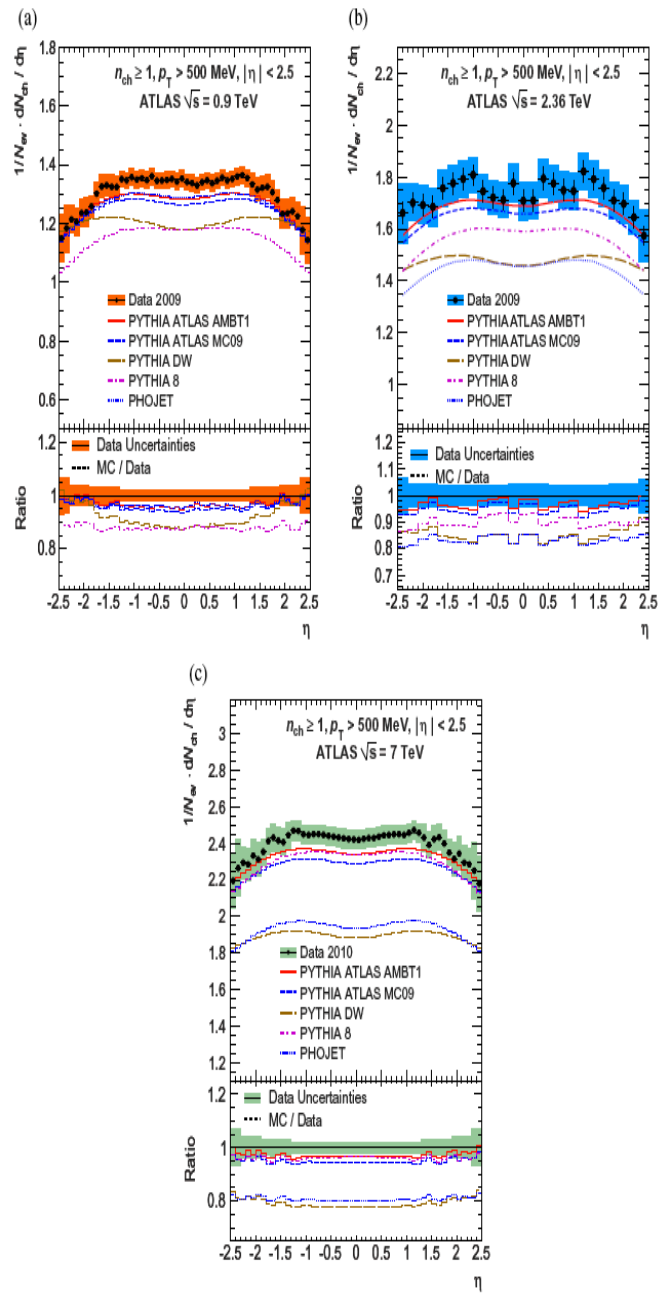 (a)
1/N_ev · dN_ch / dη
1.8
1.6
1.4
1.2
1
0.8
0.6
n_ch ≥ 1, p_T > 500 MeV, |η| < 2.5
ATLAS √s = 0.9 TeV
Data 2009
PYTHIA ATLAS AMBT1
PYTHIA ATLAS MC09
PYTHIA DW
PYTHIA 8
PHOJET
Ratio
1.2
1
0.8
Data Uncertainties
MC / Data
-2.5 -2 -1.5 -1 -0.5 0 0.5 1 1.5 2 2.5
η
(b)
1/N_ev · dN_ch / dη
2.2
2
1.8
1.6
1.4
1.2
1
n_ch ≥ 1, p_T > 500 MeV, |η| < 2.5
ATLAS √s = 2.36 TeV
Data 2009
PYTHIA ATLAS AMBT1
PYTHIA ATLAS MC09
PYTHIA DW
PYTHIA 8
PHOJET
Ratio
1.2
1.1
1
0.9
0.8
0.7
Data Uncertainties
MC / Data
-2.5 -2 -1.5 -1 -0.5 0 0.5 1 1.5 2 2.5
η
(c)
1/N_ev · dN_ch / dη
3
2.8
2.6
2.4
2.2
2
1.8
1.6
1.4
1.2
n_ch ≥ 1, p_T > 500 MeV, |η| < 2.5
ATLAS √s = 7 TeV
Data 2010
PYTHIA ATLAS AMBT1
PYTHIA ATLAS MC09
PYTHIA DW
PYTHIA 8
PHOJET
Ratio
1.2
1
0.8
Data Uncertainties
MC / Data
-2.5 -2 -1.5 -1 -0.5 0 0.5 1 1.5 2 2.5
η